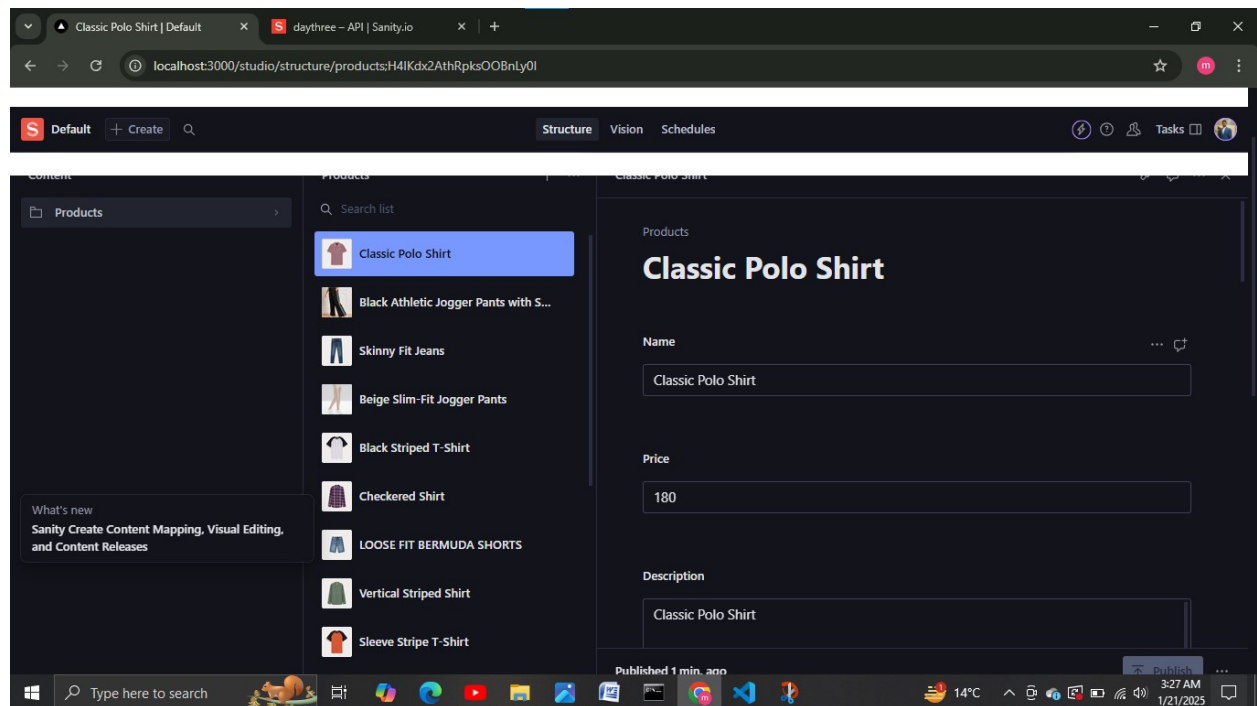 Classic Polo Shirt | Default
S daythree – API | Sanity.io
localhost:3000/studio/structure/products;H4IKdx2AthRpksOOBnLy0I
m
S Default + Create
Structure Vision Schedules
Tasks
Content
Products
Classic Polo Shirt
Products
Search list
Classic Polo Shirt
Black Athletic Jogger Pants with S...
Skinny Fit Jeans
Beige Slim-Fit Jogger Pants
Black Striped T-Shirt
Checkered Shirt
LOOSE FIT BERMUDA SHORTS
Vertical Striped Shirt
Sleeve Stripe T-Shirt
What's new
Sanity Create Content Mapping, Visual Editing,
and Content Releases
Products
Classic Polo Shirt
Name
Classic Polo Shirt
Price
180
Description
Classic Polo Shirt
Published 1 min. ago
Publish
Type here to search
14°C
3:27 AM
1/21/2025